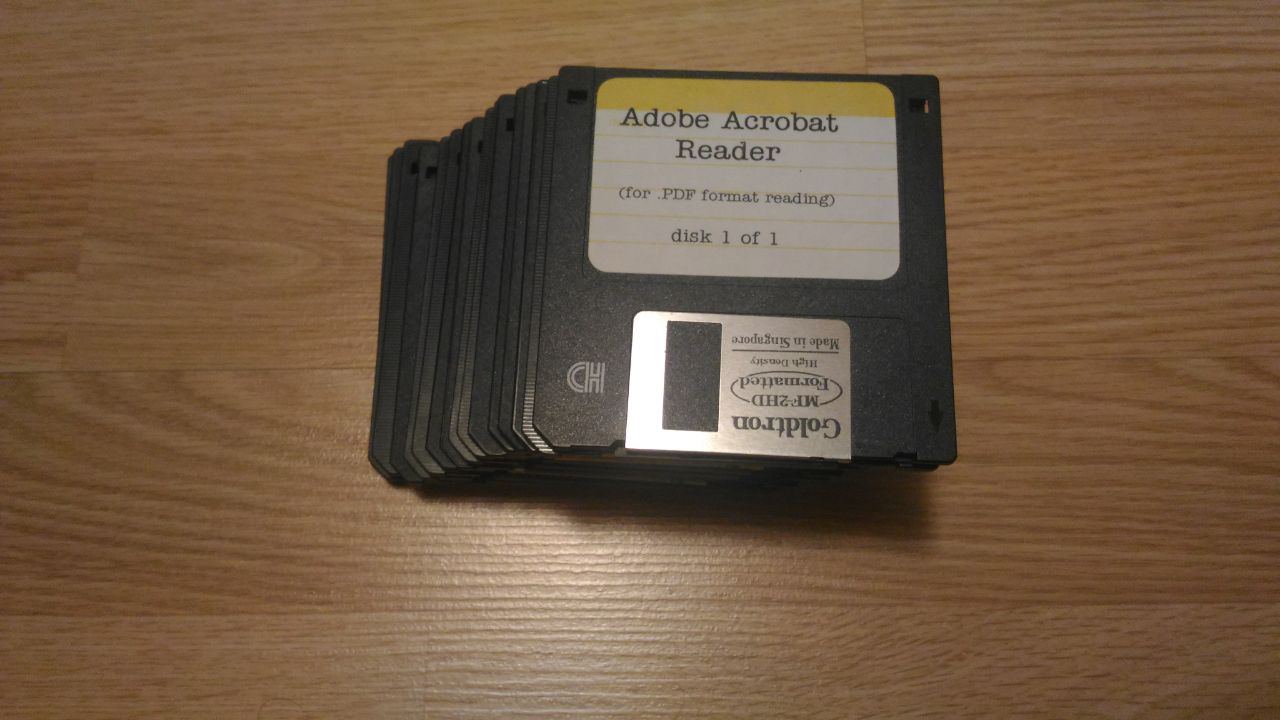 Adobe Acrobat
Reader
(for .PDF format reading)
disk 1 of 1
HD
Goldtron
MF-2HD
Formatted
High Density
Made in Singapore